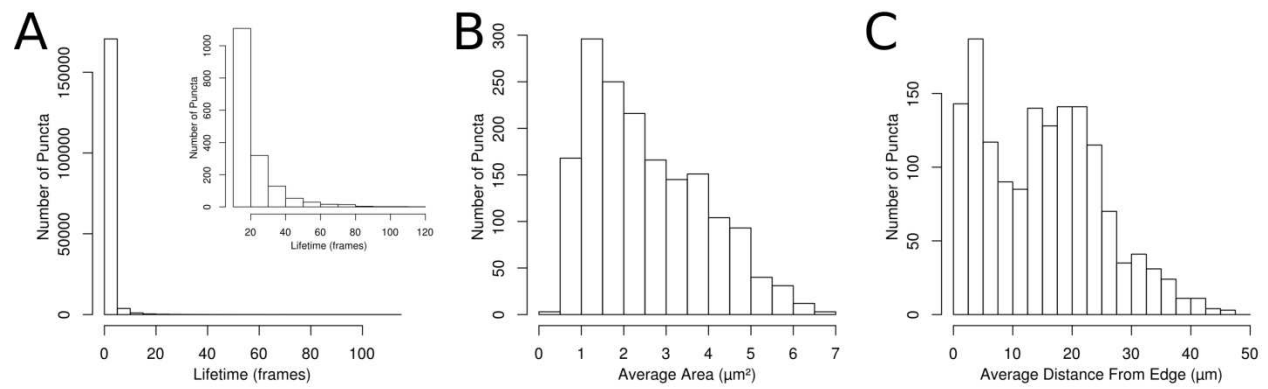 A
Number of Puncta
0
50000
100000
150000
0 20 40 60 80 100
Lifetime (frames)
Number of Puncta
0
200
400
600
800
1000
20 40 60 80 100 120
Lifetime (frames)
B
Number of Puncta
0
50
100
150
200
250
300
0 1 2 3 4 5 6 7
Average Area (µm²)
C
Number of Puncta
0
50
100
150
0 10 20 30 40 50
Average Distance From Edge (µm)